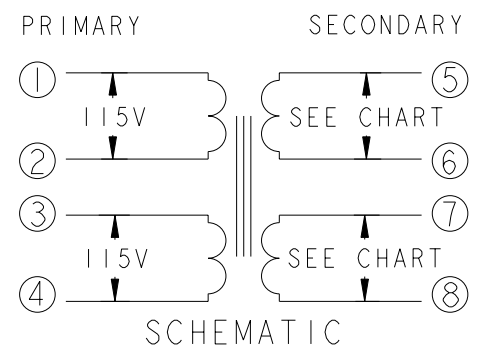 PRIMARY SECONDARY
1 5
115V SEE CHART
2 6
3 7
115V SEE CHART
4 8
SCHEMATIC